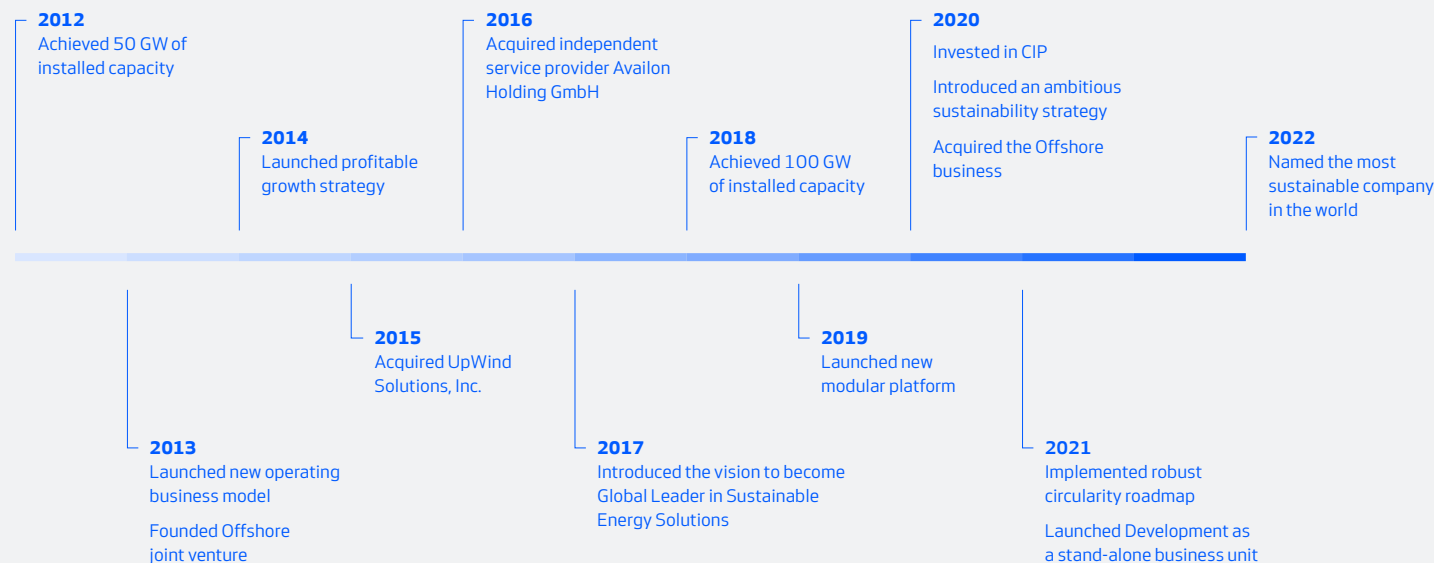 2012
Achieved 50 GW of
installed capacity
2013
Launched new operating
business model
Founded Offshore
joint venture
2014
Launched profitable
growth strategy
2015
Acquired UpWind
Solutions, Inc.
2016
Acquired independent
service provider Availon
Holding GmbH
2017
Introduced the vision to become
Global Leader in Sustainable
Energy Solutions
2018
Achieved 100 GW
of installed capacity
2019
Launched new
modular platform
2020
Invested in CIP
Introduced an ambitious
sustainability strategy
Acquired the Offshore
business
2021
Implemented robust
circularity roadmap
Launched Development as
a stand-alone business unit
2022
Named the most
sustainable company
in the world